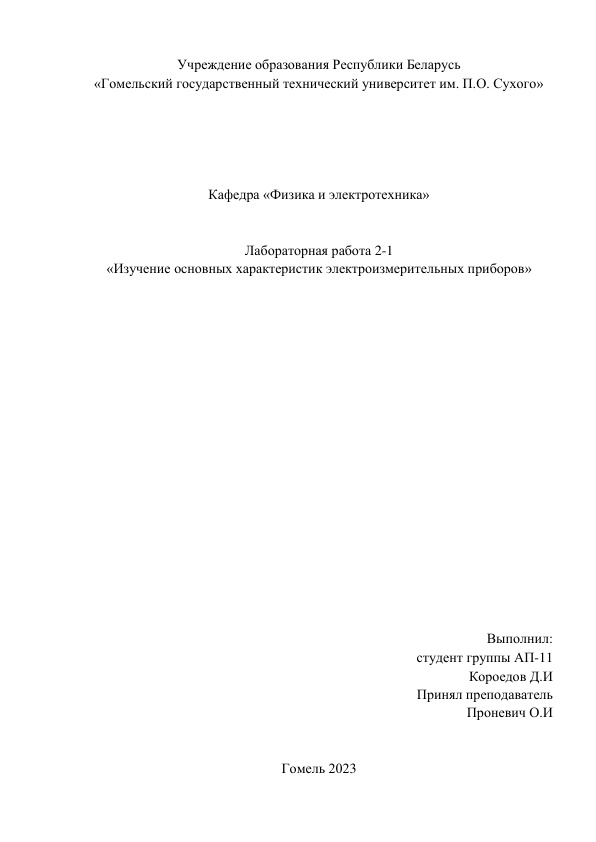 Учреждение образования Республики Беларусь
«Гомельский государственный технический университет им. П.О. Сухого»
Кафедра «Физика и электротехника»
Лабораторная работа 2-1
«Изучение основных характеристик электроизмерительных приборов»
Выполнил:
студент группы АП-11
Короедов Д.И
Принял преподаватель
Проневич О.И
Гомель 2023